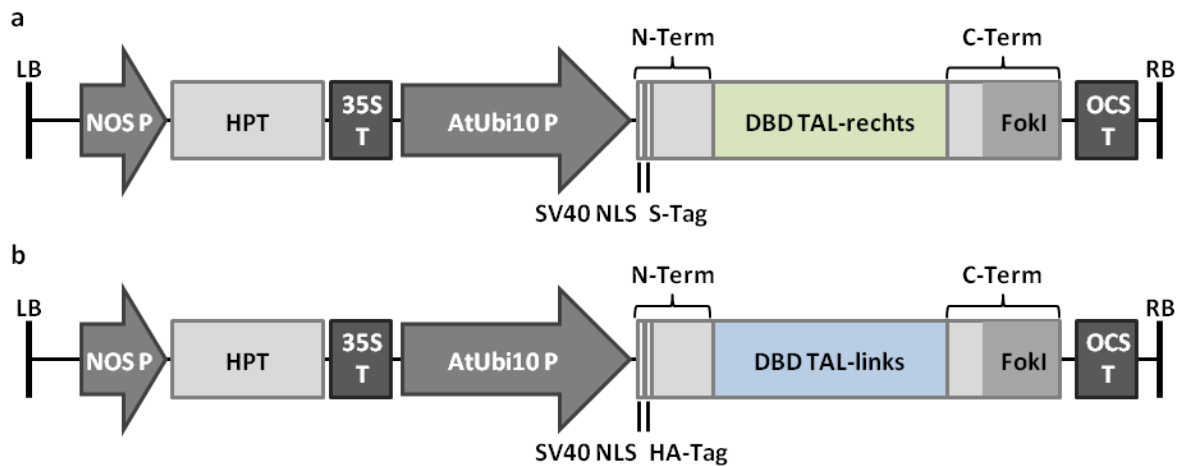 a
N-Term C-Term
LB RB
NOS P HPT 35S T AtUbi10 P DBD TAL-rechts FokI OCS T
SV40 NLS S-Tag
b
N-Term C-Term
LB RB
NOS P HPT 35S T AtUbi10 P DBD TAL-links FokI OCS T
SV40 NLS HA-Tag